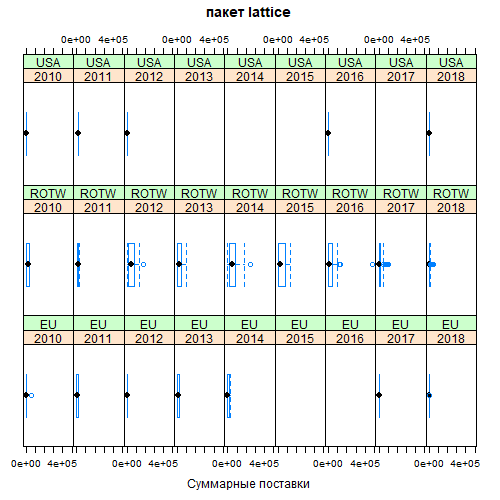 пакет lattice
0e+00 4e+05 0e+00 4e+05 0e+00 4e+05 0e+00 4e+05
USA USA USA USA USA USA USA USA USA
2010 2011 2012 2013 2014 2015 2016 2017 2018
ROTW ROTW ROTW ROTW ROTW ROTW ROTW ROTW ROTW
2010 2011 2012 2013 2014 2015 2016 2017 2018
EU EU EU EU EU EU EU EU EU
2010 2011 2012 2013 2014 2015 2016 2017 2018
0e+00 4e+05 0e+00 4e+05 0e+00 4e+05 0e+00 4e+05 0e+00 4e+05
Суммарные поставки